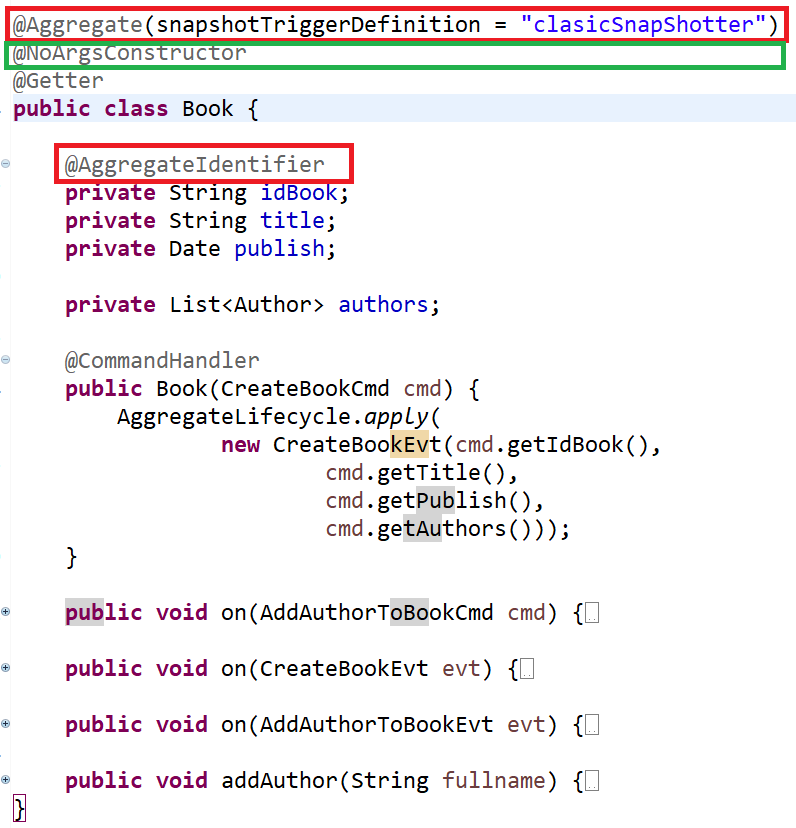 @Aggregate(snapshotTriggerDefinition = "clasicSnapShotter")
@NoArgsConstructor
@Getter
public class Book {
@AggregateIdentifier
private String idBook;
private String title;
private Date publish;
private List<Author> authors;
@CommandHandler
public Book(CreateBookCmd cmd) {
AggregateLifecycle.apply(
new CreateBookEvt(cmd.getIdBook(),
cmd.getTitle(),
cmd.getPublish(),
cmd.getAuthors()));
}
public void on(AddAuthorToBookCmd cmd) {
public void on(CreateBookEvt evt) {
public void on(AddAuthorToBookEvt evt) {
public void addAuthor(String fullname) {
}